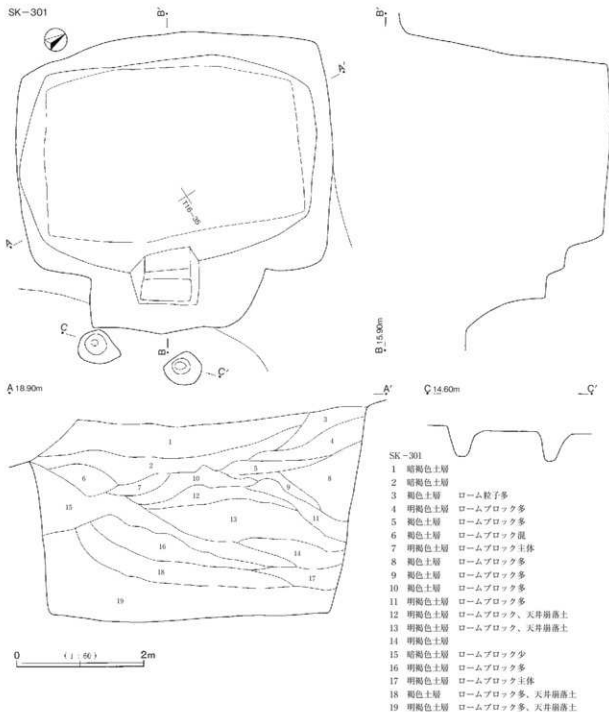 SK-301
B'
A'
T16-35
A
C
C'
B
B'
B 15.90m
A 18.90m
A'
C 14.60m
C'
1
2
3
4
5
6
7
8
9
10
11
12
13
14
15
16
17
18
19
0 (1:60) 2m
SK-301
1 暗褐色土層
2 暗褐色土層
3 褐色土層 ローム粒子多
4 明褐色土層 ロームブロック多
5 褐色土層 ロームブロック多
6 褐色土層 ロームブロック混
7 明褐色土層 ロームブロック主体
8 褐色土層 ロームブロック多
9 褐色土層 ロームブロック多
10 褐色土層 ロームブロック多
11 明褐色土層 ロームブロック多
12 明褐色土層 ロームブロック、天井崩落土
13 明褐色土層 ロームブロック、天井崩落土
14 明褐色土層
15 暗褐色土層 ロームブロック少
16 明褐色土層 ロームブロック多
17 明褐色土層 ロームブロック主体
18 褐色土層 ロームブロック多、天井崩落土
19 明褐色土層 ロームブロック多、天井崩落土